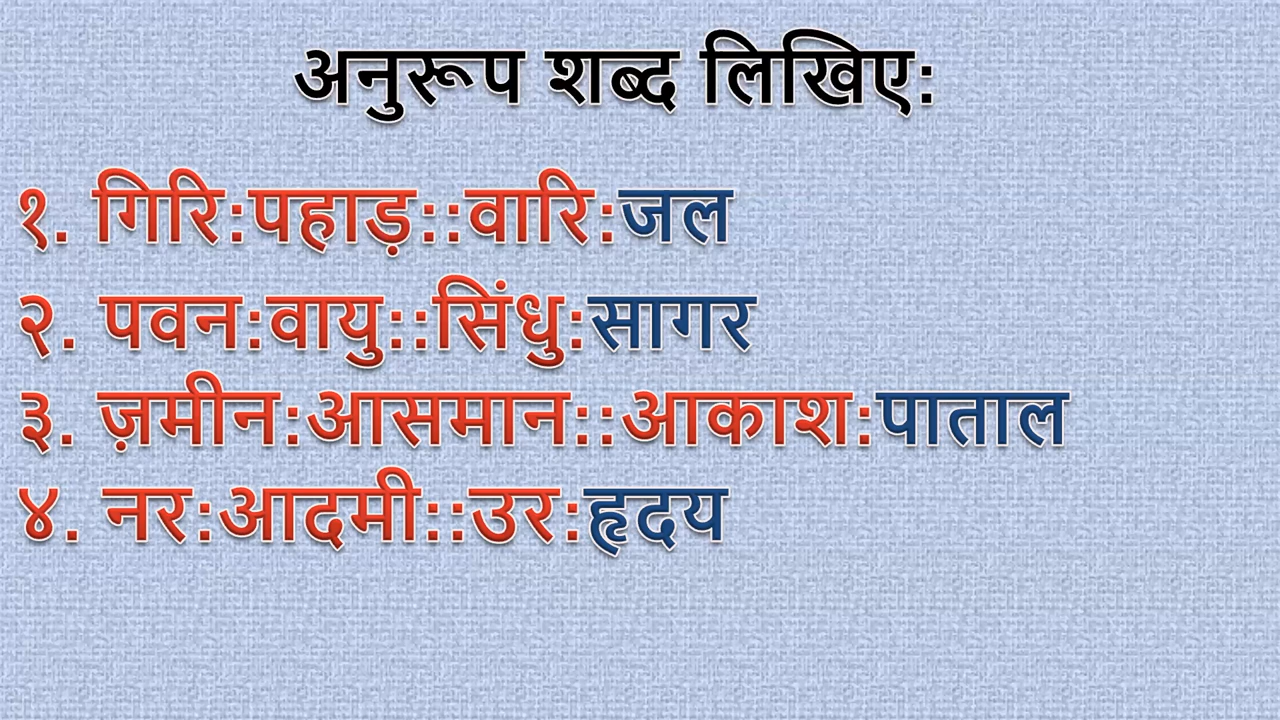 अनुरूप शब्द लिखिए:
१. गिरि:पहाड़::वारि:जल
२. पवन:वायु::सिंधु:सागर
३. ज़मीन:आसमान::आकाश:पाताल
४. नर:आदमी::उर:हृदय